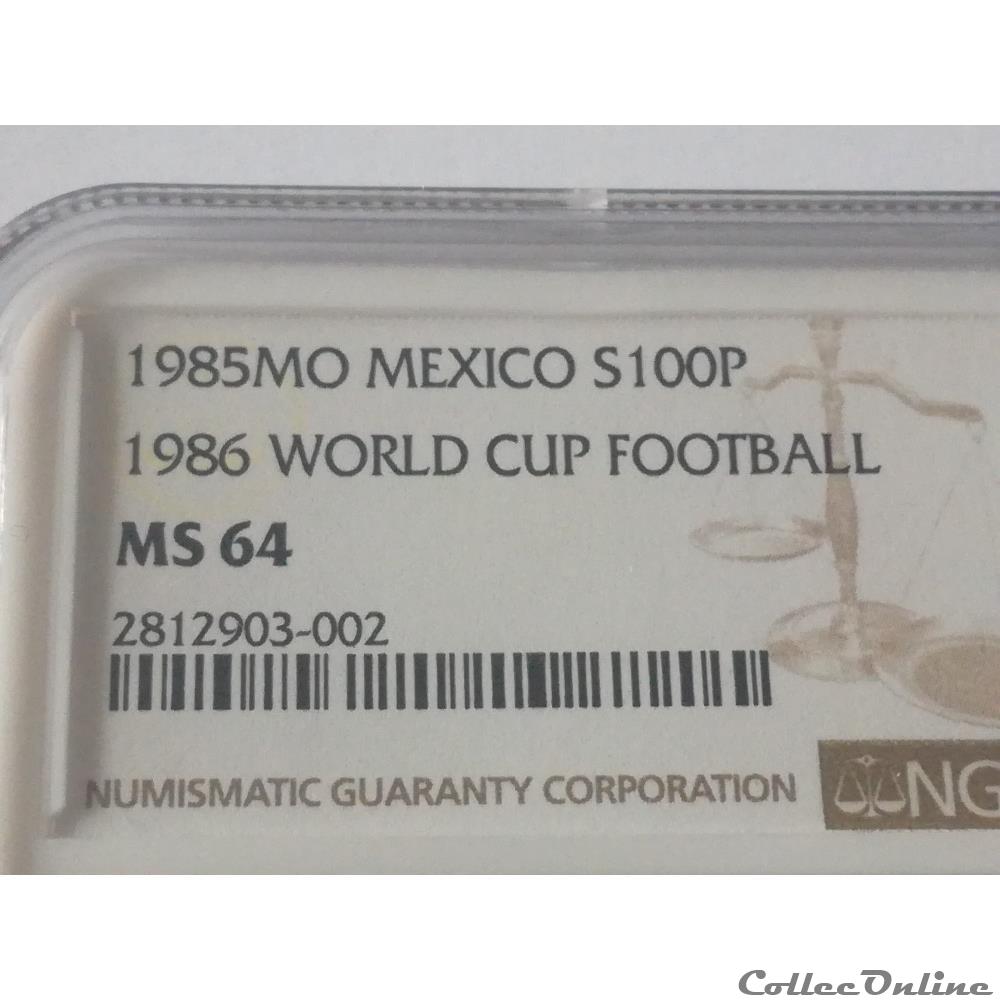 1985MO MEXICO S100P
1986 WORLD CUP FOOTBALL
MS 64
2812903-002
NUMISMATIC GUARANTY CORPORATION
NG
CollecOnline